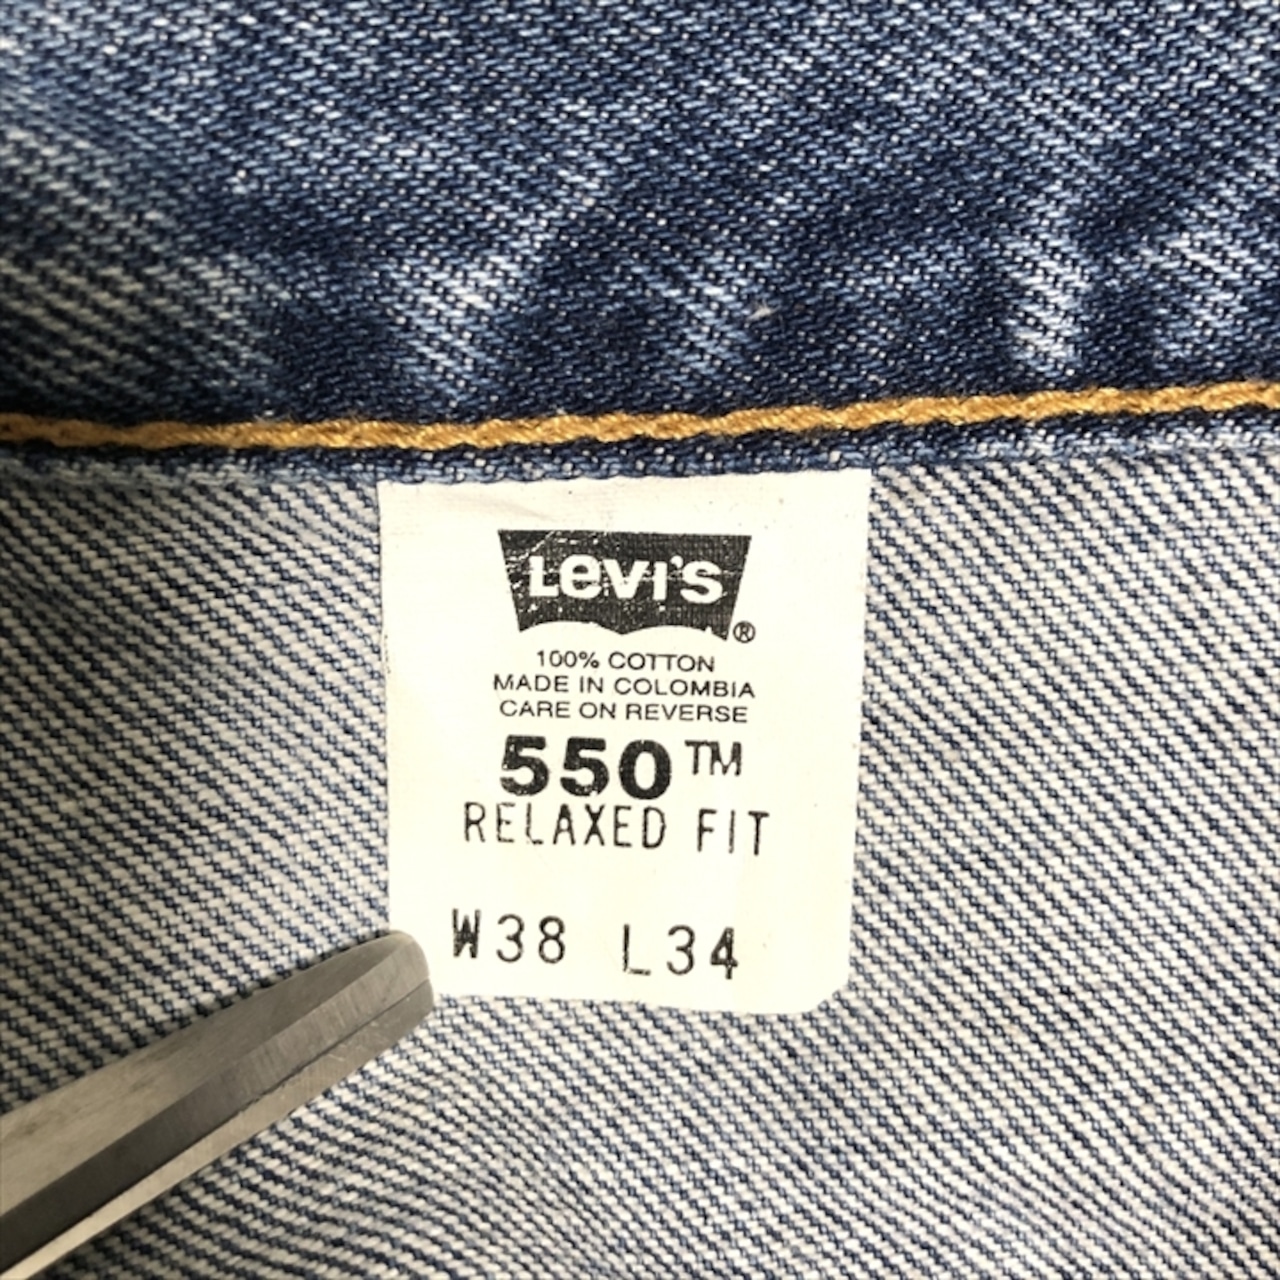 Levi's®
100% COTTON
MADE IN COLOMBIA
CARE ON REVERSE
550™
RELAXED FIT
W38 L34